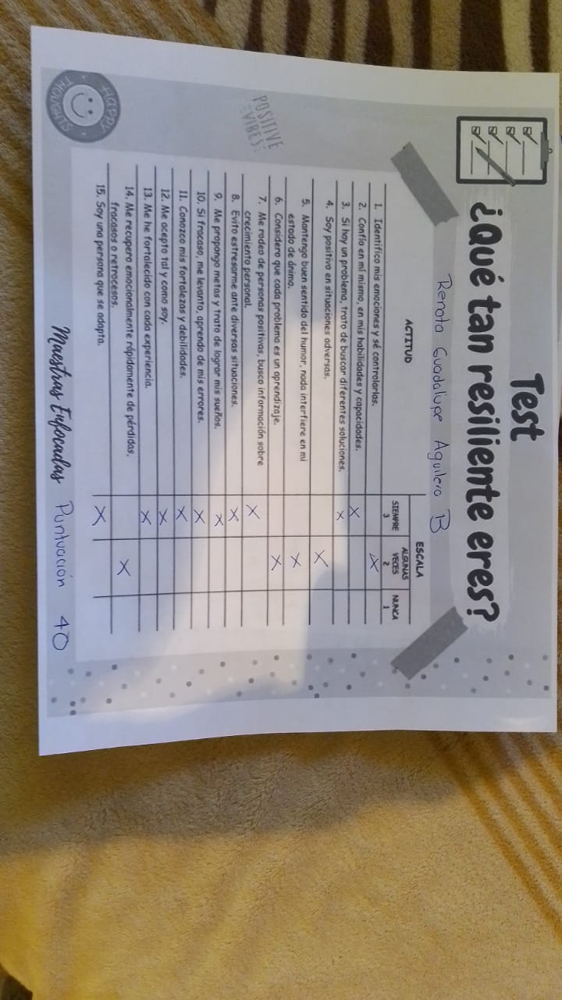 Test
¿Qué tan resiliente eres?
Renata Guadalupe Aguilera B
ACTITUD
ESCALA
SIEMPRE
3
ALGUNAS
VECES
2
NUNCA
1
1. Identifico mis emociones y sé controlarlas. X
2. Confío en mí mismo, en mis habilidades y capacidades. X
3. Si hay un problema, trato de buscar diferentes soluciones. X
4. Soy positivo en situaciones adversas. X
5. Mantengo buen sentido del humor, nada interfiere en mi
estado de ánimo. X
6. Considero que cada problema es un aprendizaje. X
7. Me rodeo de personas positivas, busco información sobre
crecimiento personal. X
8. Evito estresarme ante diversas situaciones. X
9. Me propongo metas y trato de lograr mis sueños. X
10. Si fracaso, me levanto, aprendo de mis errores. X
11. Conozco mis fortalezas y debilidades. X
12. Me acepto tal y como soy. X
13. Me he fortalecido con cada experiencia. X
14. Me recupero emocionalmente rápidamente de pérdidas,
fracasos o retrocesos. X
15. Soy una persona que se adapta. X
POSITIVE
VIBES
HAPPY
THOUGHTS
Maestras Enfocadas
Puntuación 40